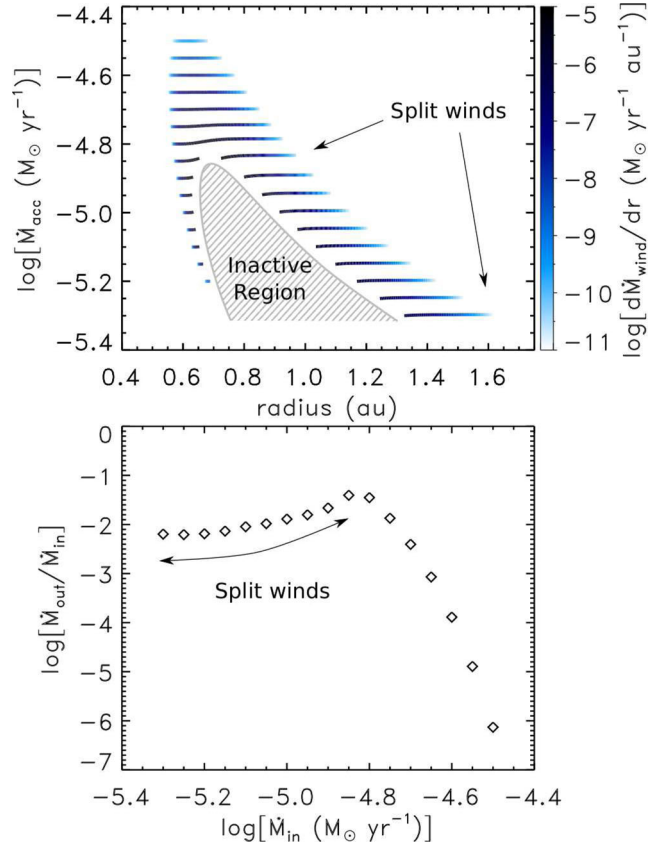 −4.4
−4.6
−4.8
−5.0
−5.2
−5.4
log[Ṁacc (M⊙ yr−1)]
Split winds
Inactive
Region
0.4 0.6 0.8 1.0 1.2 1.4 1.6
radius (au)
−5
−6
−7
−8
−9
−10
−11
log[dṀwind/dr (M⊙ yr−1 au−1)]
0
−1
−2
−3
−4
−5
−6
−7
log[Ṁout/Ṁin]
Split winds
−5.4 −5.2 −5.0 −4.8 −4.6 −4.4
log[Ṁin (M⊙ yr−1)]